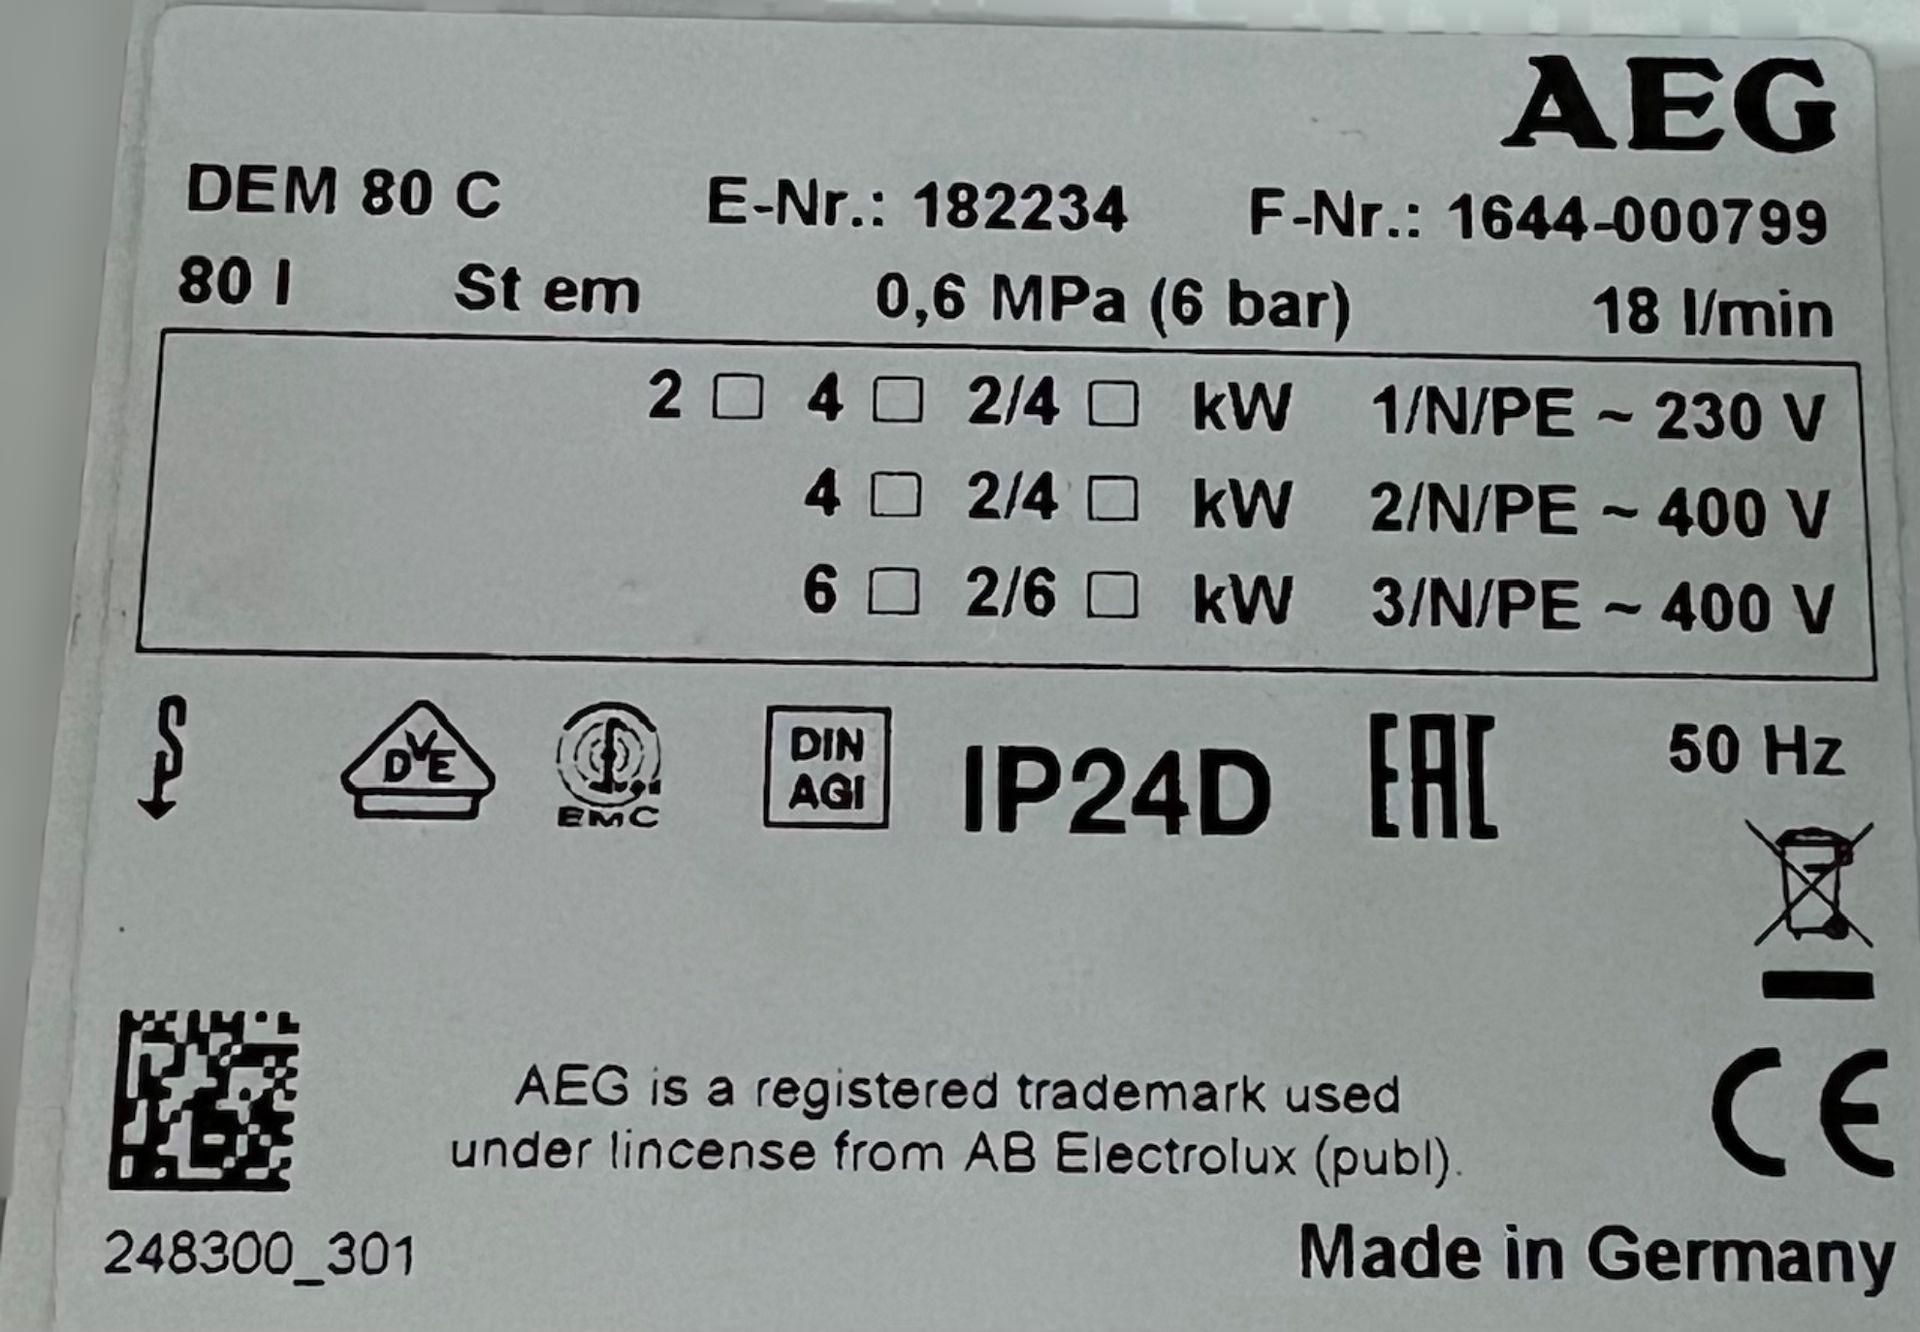 AEG
DEM 80 C E-Nr.: 182234 F-Nr.: 1644-000799
80 l St em 0,6 MPa (6 bar) 18 l/min
2 □ 4 □ 2/4 □ kW 1/N/PE ~ 230 V
4 □ 2/4 □ kW 2/N/PE ~ 400 V
6 □ 2/6 □ kW 3/N/PE ~ 400 V
DVE EMC DIN AGI IP24D EAC 50 Hz
CE
AEG is a registered trademark used
under lincense from AB Electrolux (publ).
248300_301 Made in Germany